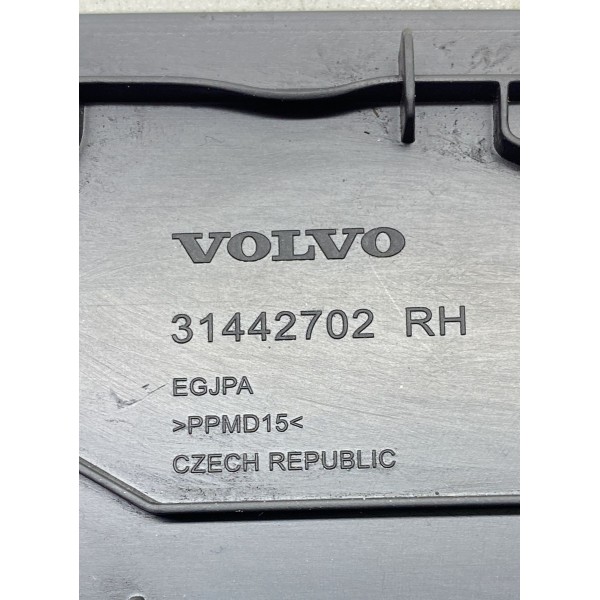 VOLVO
31442702 RH
EGJPA
>PPMD15<
CZECH REPUBLIC